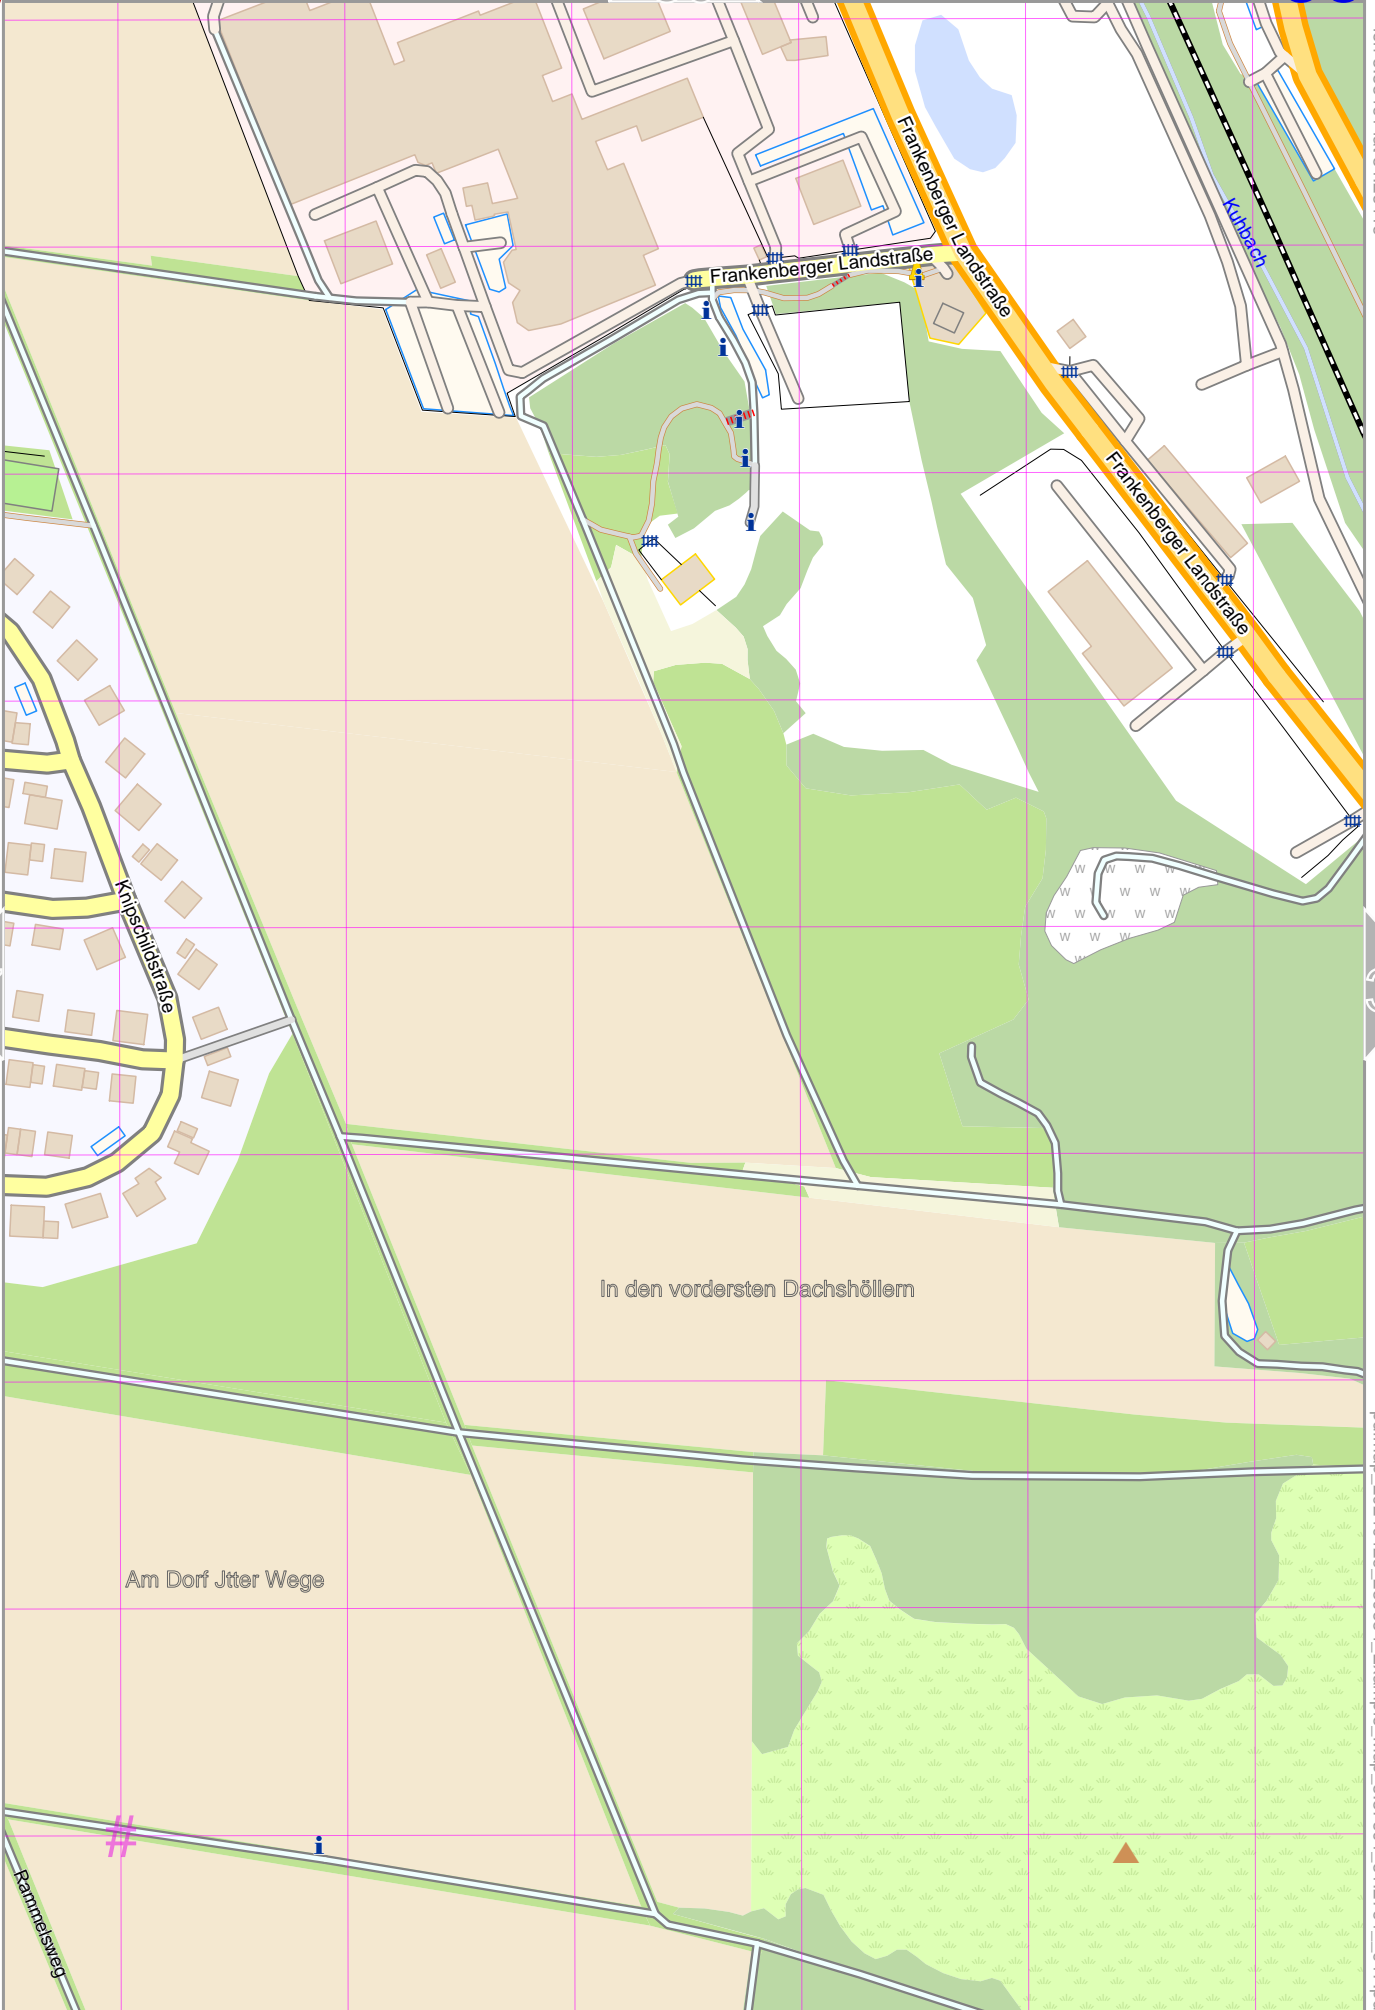 Frankenberger Landstraße
Kuhbach
Frankenberger Landstraße
Frankenberger Landstraße
Knipschildstraße
In den vordersten Dachshöllern
Am Dorf Jtter Wege
Rammelsweg